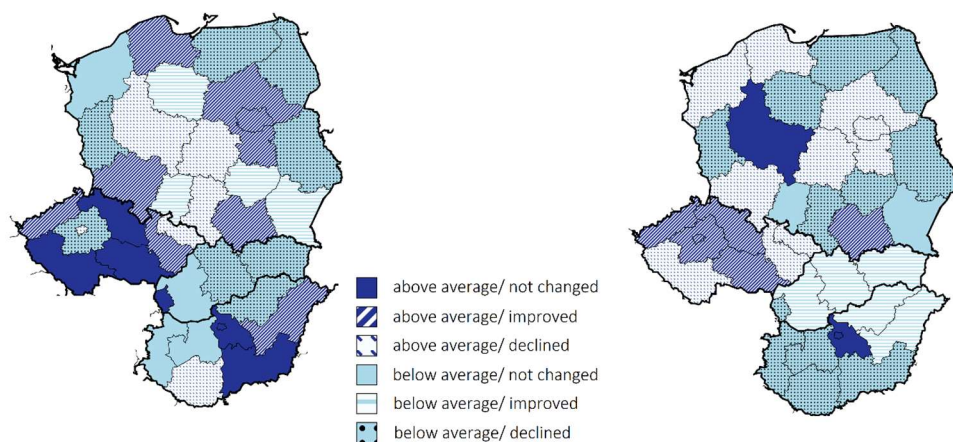 above average/ not changed
above average/ improved
above average/ declined
below average/ not changed
below average/ improved
below average/ declined